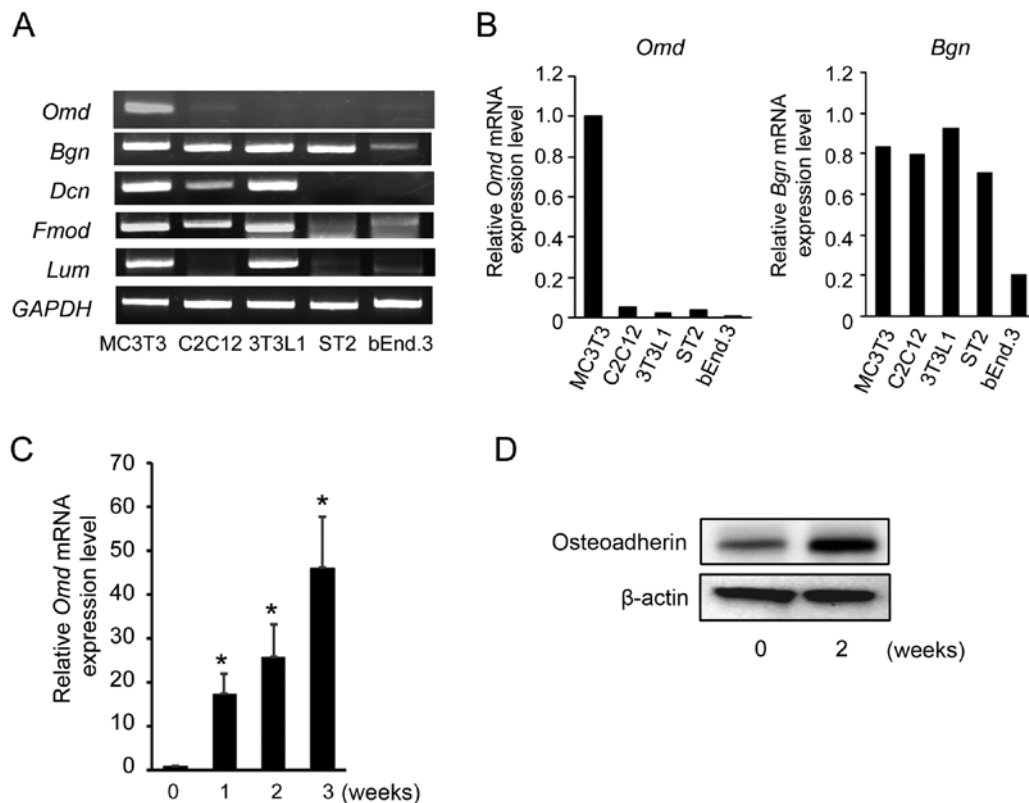 A
Omd
Bgn
Dcn
Fmod
Lum
GAPDH
MC3T3 C2C12 3T3L1 ST2 bEnd.3
B
Omd
Relative Omd mRNA
expression level
1.2
1.0
0.8
0.6
0.4
0.2
0
MC3T3
C2C12
3T3L1
ST2
bEnd.3
Bgn
Relative Bgn mRNA
expression level
1.2
1.0
0.8
0.6
0.4
0.2
0
MC3T3
C2C12
3T3L1
ST2
bEnd.3
C
Relative Omd mRNA
expression level
70
60
50
40
30
20
10
0
* * *
0 1 2 3 (weeks)
D
Osteoadherin
β-actin
0 2 (weeks)